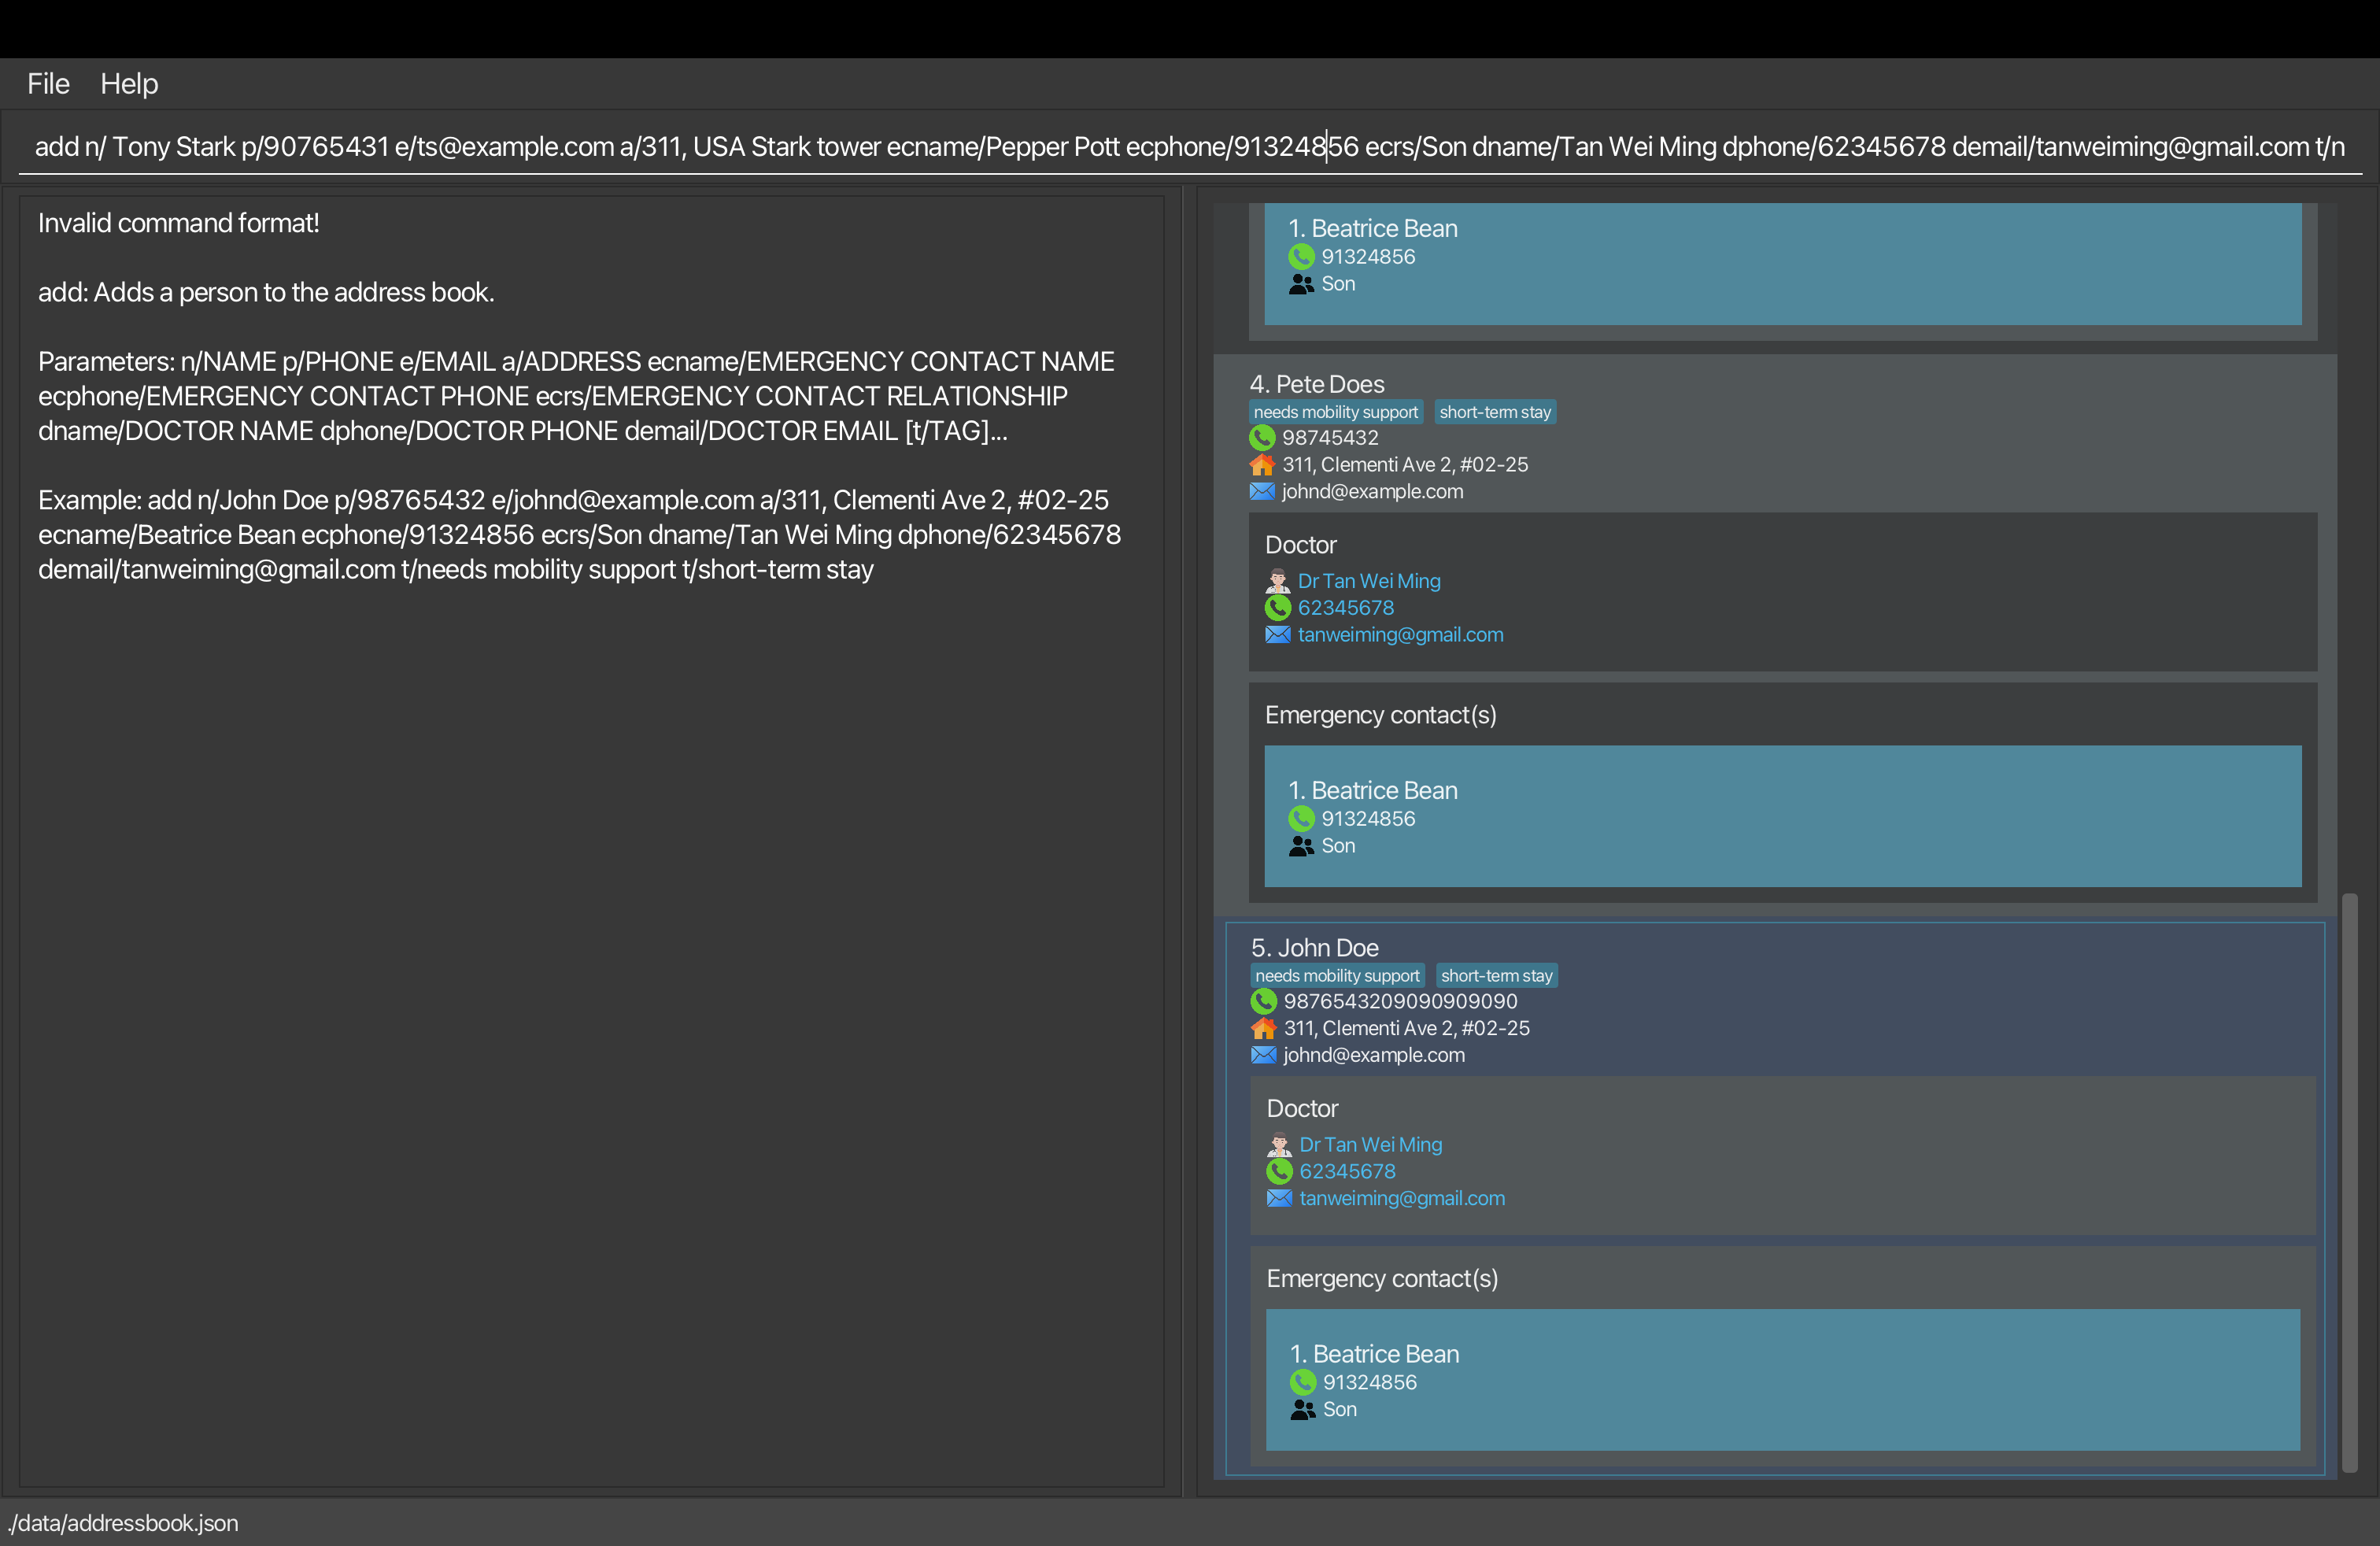 File Help
add n/ Tony Stark p/90765431 e/ts@example.com a/311, USA Stark tower ecname/Pepper Pott ecphone/91324856 ecrs/Son dname/Tan Wei Ming dphone/62345678 demail/tanweiming@gmail.com t/n
Invalid command format!
add: Adds a person to the address book.
Parameters: n/NAME p/PHONE e/EMAIL a/ADDRESS ecname/EMERGENCY CONTACT NAME
ecphone/EMERGENCY CONTACT PHONE ecrs/EMERGENCY CONTACT RELATIONSHIP
dname/DOCTOR NAME dphone/DOCTOR PHONE demail/DOCTOR EMAIL [t/TAG]...
Example: add n/John Doe p/98765432 e/johnd@example.com a/311, Clementi Ave 2, #02-25
ecname/Beatrice Bean ecphone/91324856 ecrs/Son dname/Tan Wei Ming dphone/62345678
demail/tanweiming@gmail.com t/needs mobility support t/short-term stay
1. Beatrice Bean
91324856
Son
4. Pete Does
needs mobility support short-term stay
98745432
311, Clementi Ave 2, #02-25
johnd@example.com
Doctor
Dr Tan Wei Ming
62345678
tanweiming@gmail.com
Emergency contact(s)
1. Beatrice Bean
91324856
Son
5. John Doe
needs mobility support short-term stay
9876543209090909090
311, Clementi Ave 2, #02-25
johnd@example.com
Doctor
Dr Tan Wei Ming
62345678
tanweiming@gmail.com
Emergency contact(s)
1. Beatrice Bean
91324856
Son
./data/addressbook.json